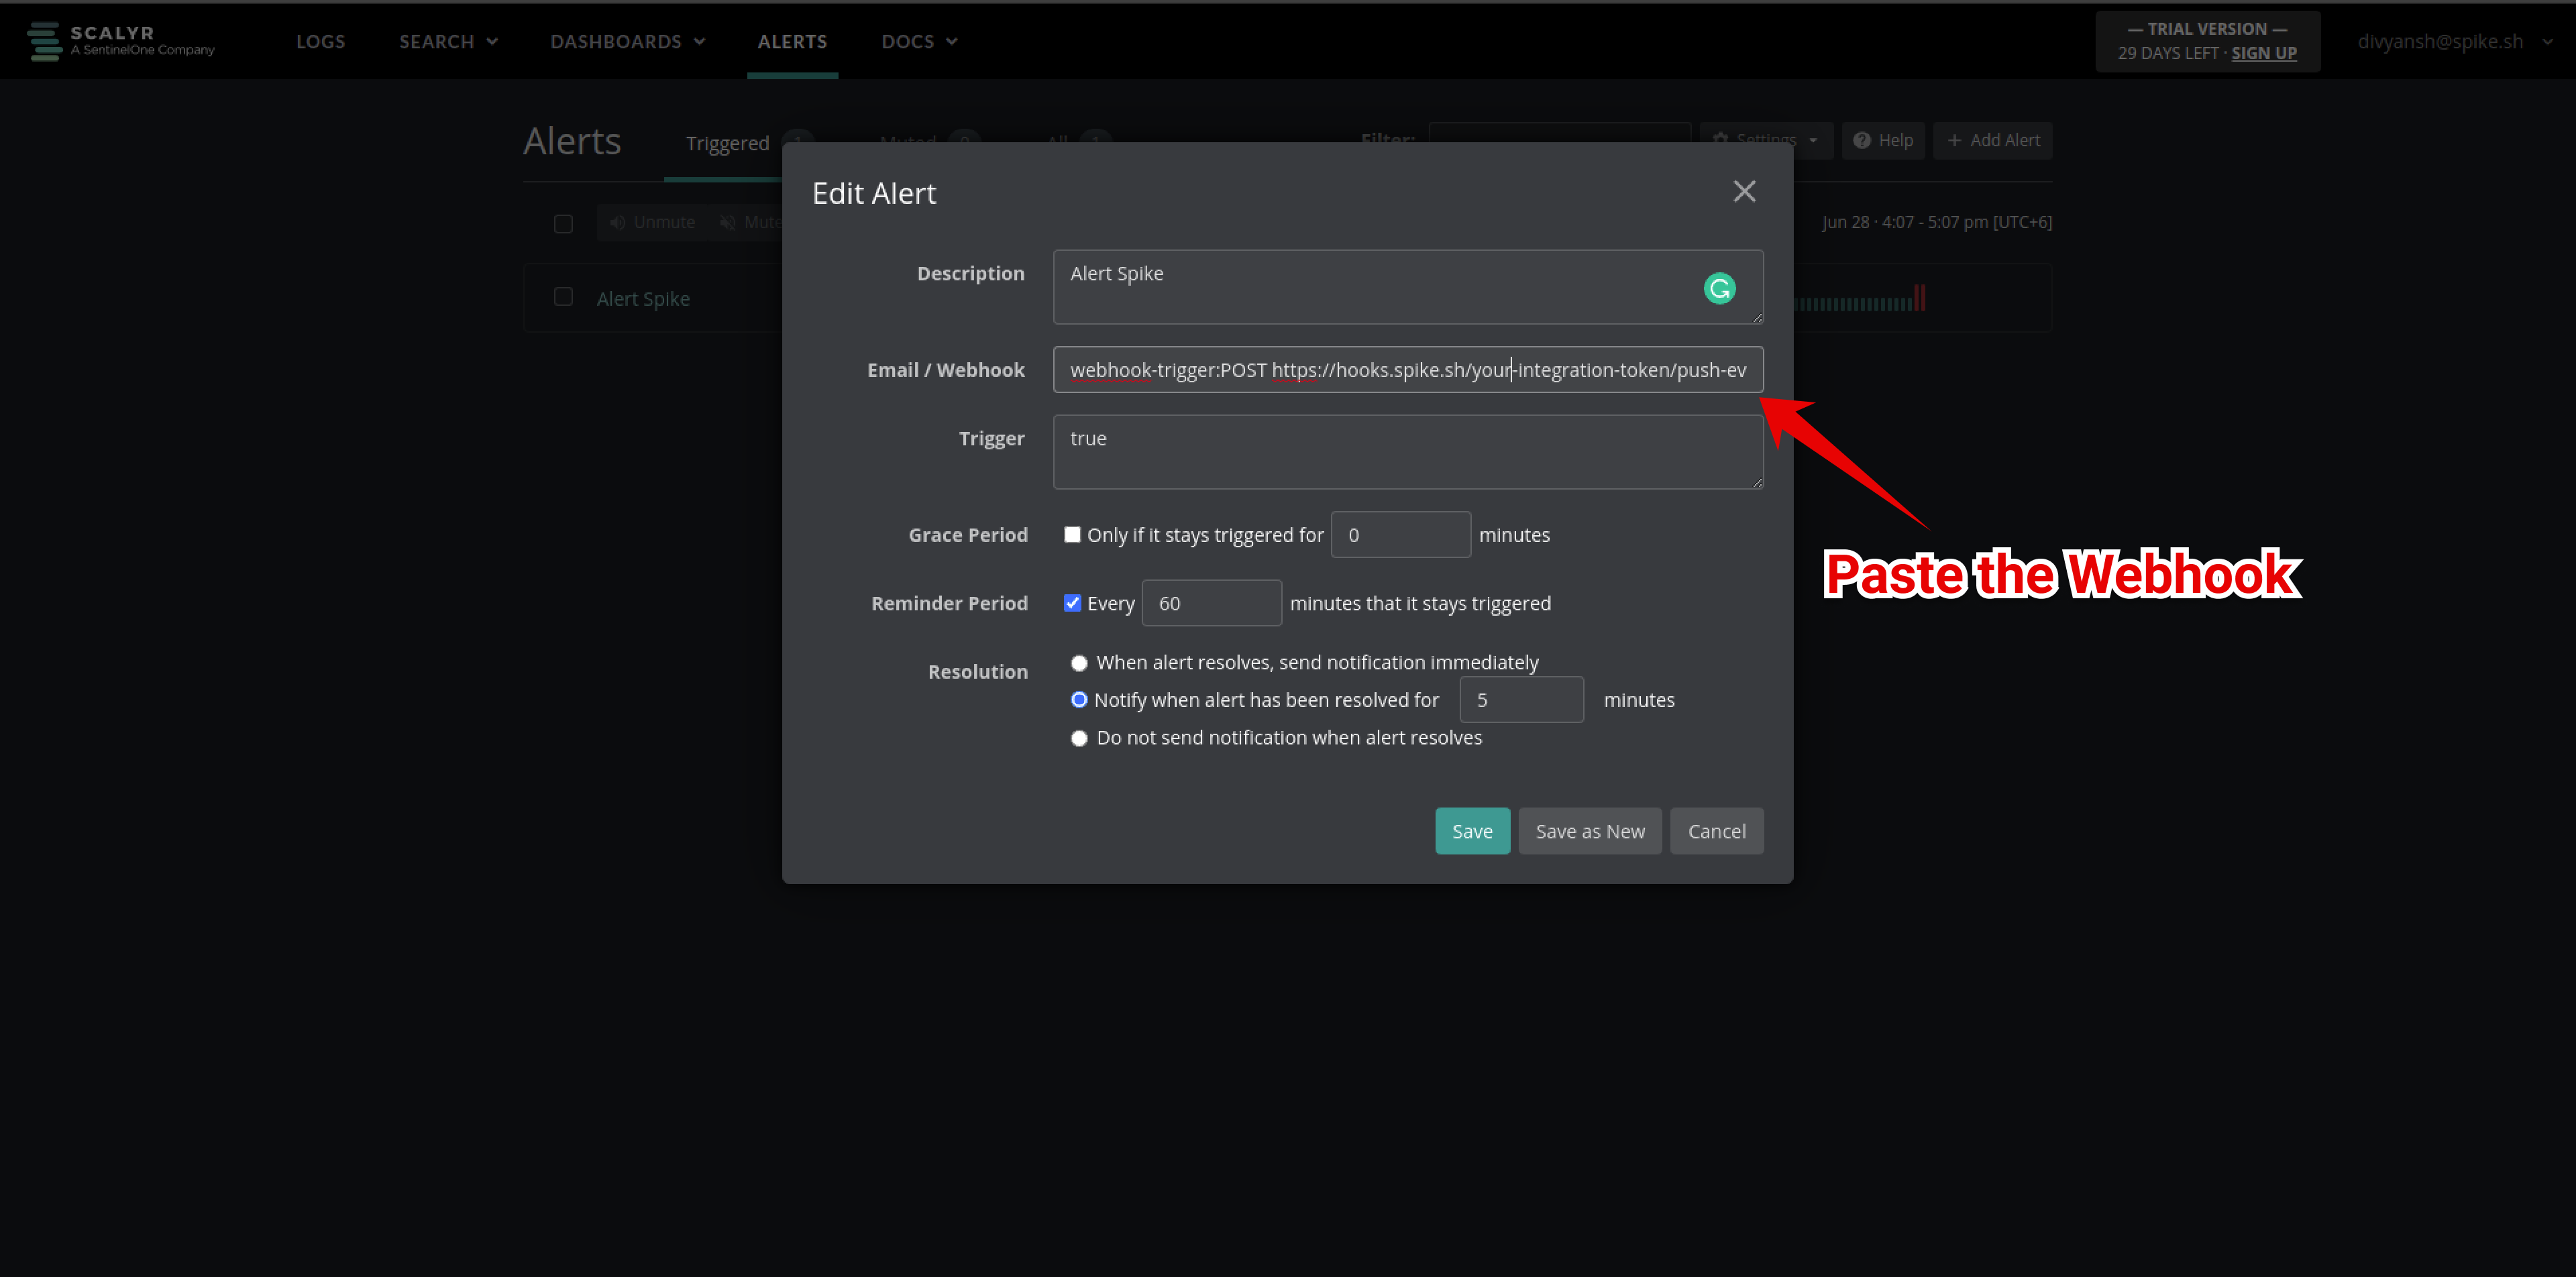 SCALYR
A SentinelOne Company
LOGS SEARCH DASHBOARDS ALERTS DOCS
— TRIAL VERSION —
29 DAYS LEFT · SIGN UP
divyansh@spike.sh
Alerts Triggered 1 Muted 0 All 1 Filter: Settings Help + Add Alert
Edit Alert
Unmute Mute
Jun 28 · 4:07 - 5:07 pm [UTC+6]
Alert Spike
Description Alert Spike
Email / Webhook webhook-trigger:POST https://hooks.spike.sh/your-integration-token/push-ev
Trigger true
Grace Period Only if it stays triggered for 0 minutes
Paste the Webhook
Reminder Period Every 60 minutes that it stays triggered
Resolution When alert resolves, send notification immediately
Notify when alert has been resolved for 5 minutes
Do not send notification when alert resolves
Save Save as New Cancel